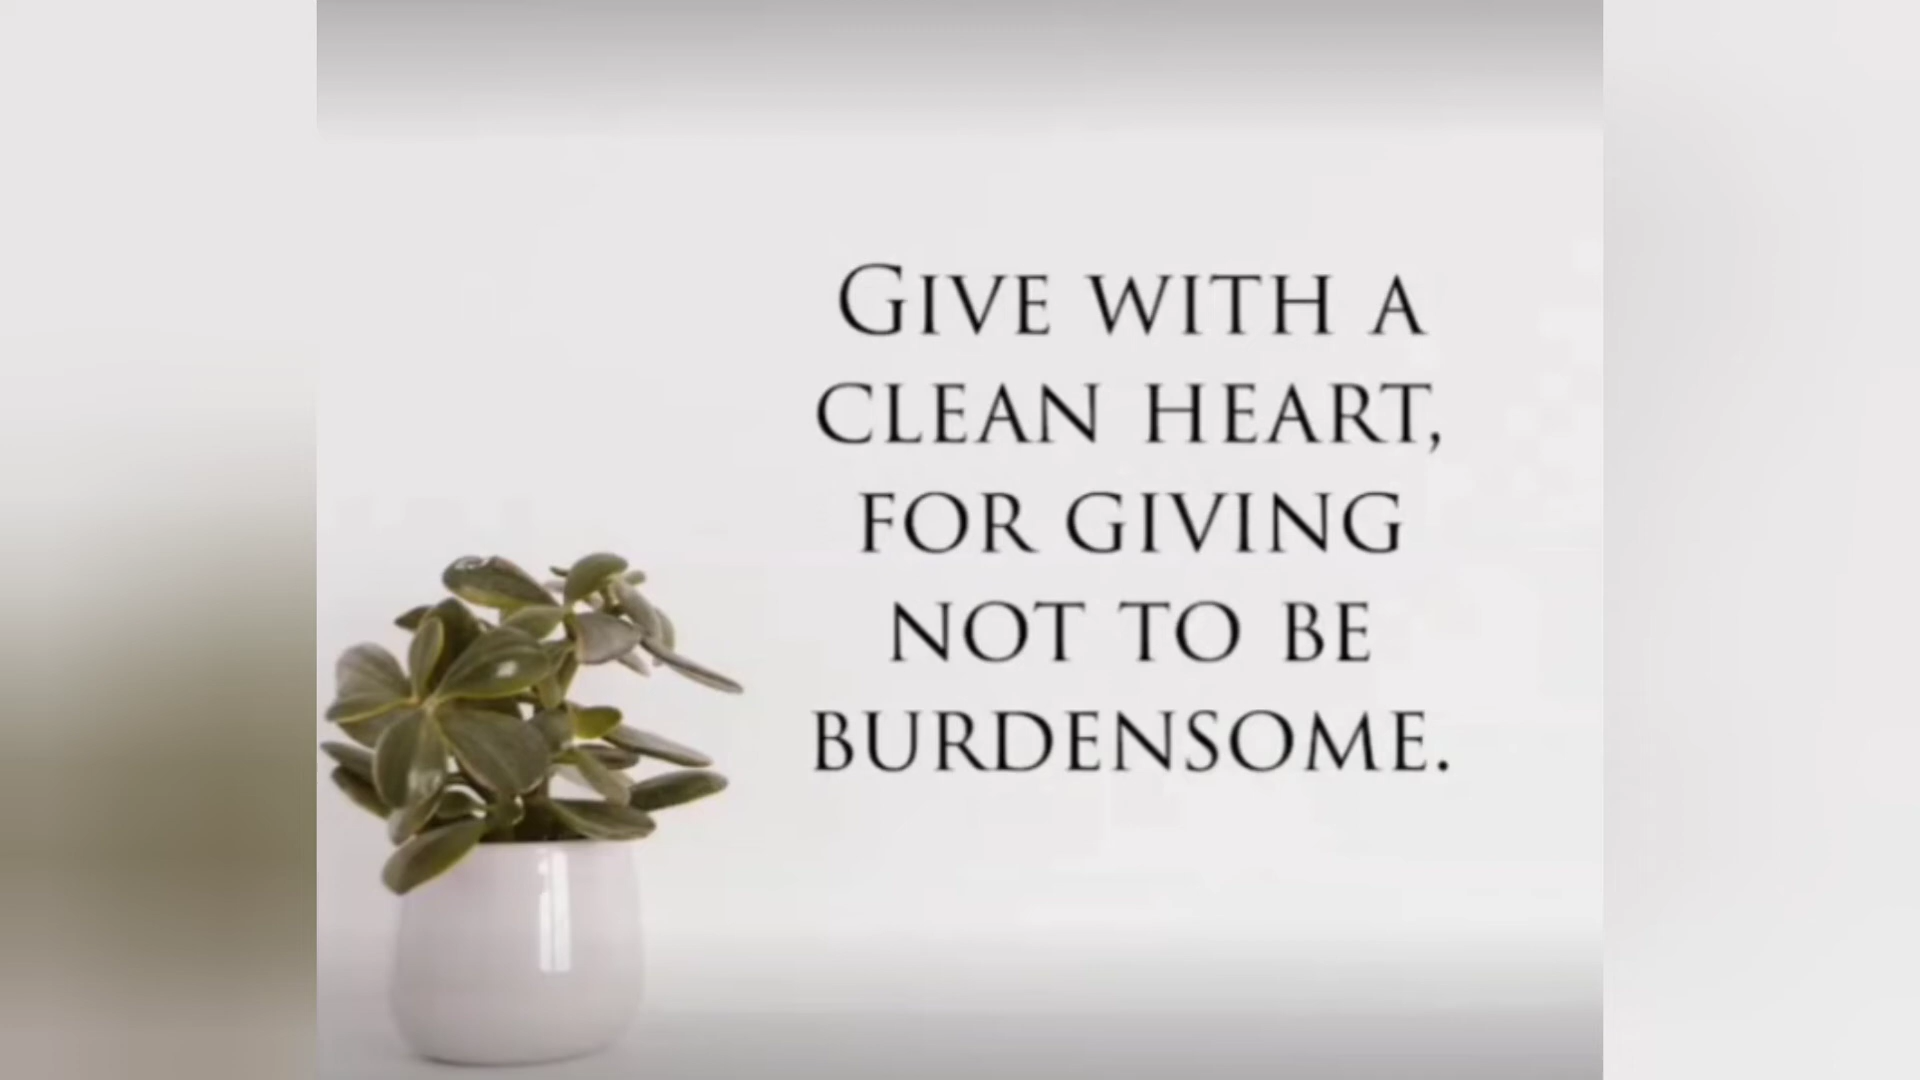 GIVE WITH A
CLEAN HEART,
FOR GIVING
NOT TO BE
BURDENSOME.